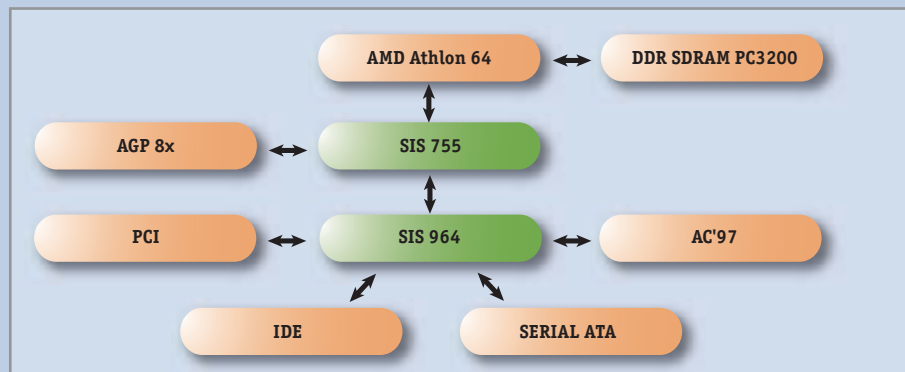 AMD Athlon 64
DDR SDRAM PC3200
AGP 8x
SIS 755
PCI
SIS 964
AC'97
IDE
SERIAL ATA